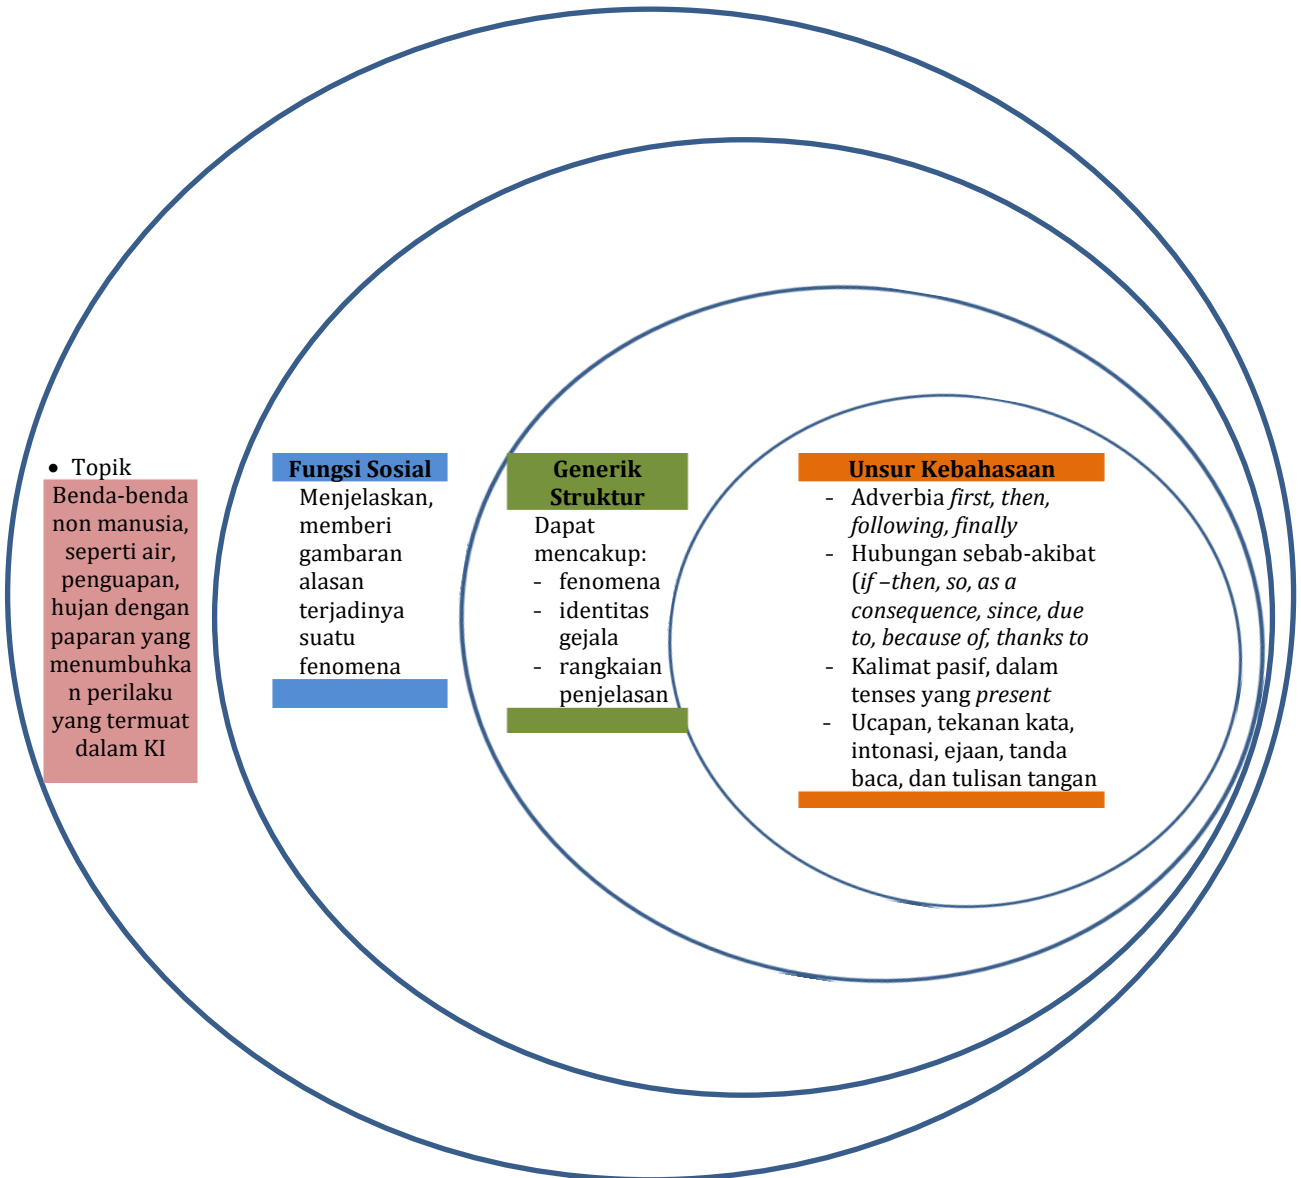 • Topik
Benda-benda
non manusia,
seperti air,
penguapan,
hujan dengan
paparan yang
menumbuhka
n perilaku
yang termuat
dalam KI
Fungsi Sosial
Menjelaskan,
memberi
gambaran
alasan
terjadinya
suatu
fenomena
Generik
Struktur
Dapat
mencakup:
- fenomena
- identitas
gejala
- rangkaian
penjelasan
Unsur Kebahasaan
- Adverbia first, then,
following, finally
- Hubungan sebab-akibat
(if –then, so, as a
consequence, since, due
to, because of, thanks to
- Kalimat pasif, dalam
tenses yang present
- Ucapan, tekanan kata,
intonasi, ejaan, tanda
baca, dan tulisan tangan